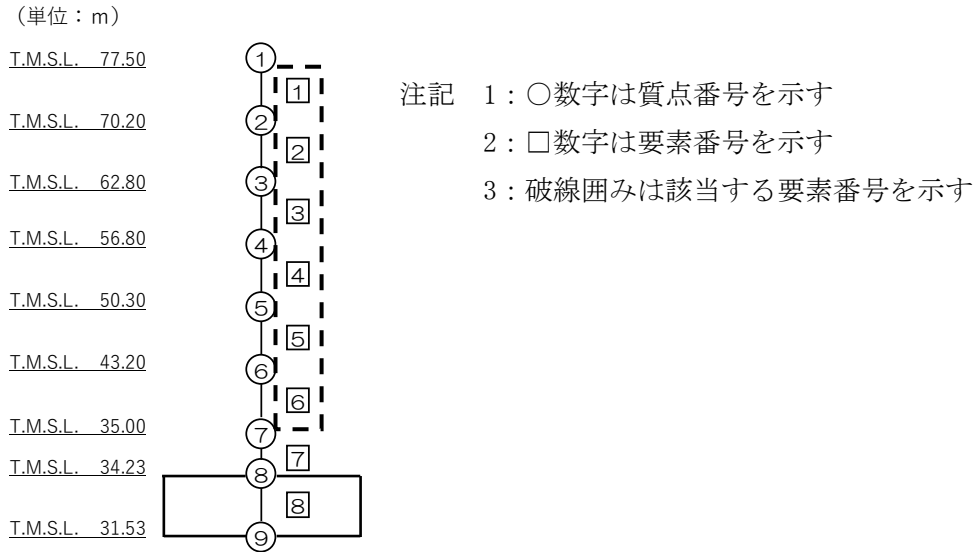 （単位：m）
T.M.S.L. 77.50
①
1
注記 1：○数字は質点番号を示す
T.M.S.L. 70.20
②
2
2：□数字は要素番号を示す
T.M.S.L. 62.80
③
3
3：破線囲みは該当する要素番号を示す
T.M.S.L. 56.80
④
4
T.M.S.L. 50.30
⑤
5
T.M.S.L. 43.20
⑥
6
T.M.S.L. 35.00
⑦
7
T.M.S.L. 34.23
⑧
8
T.M.S.L. 31.53
⑨